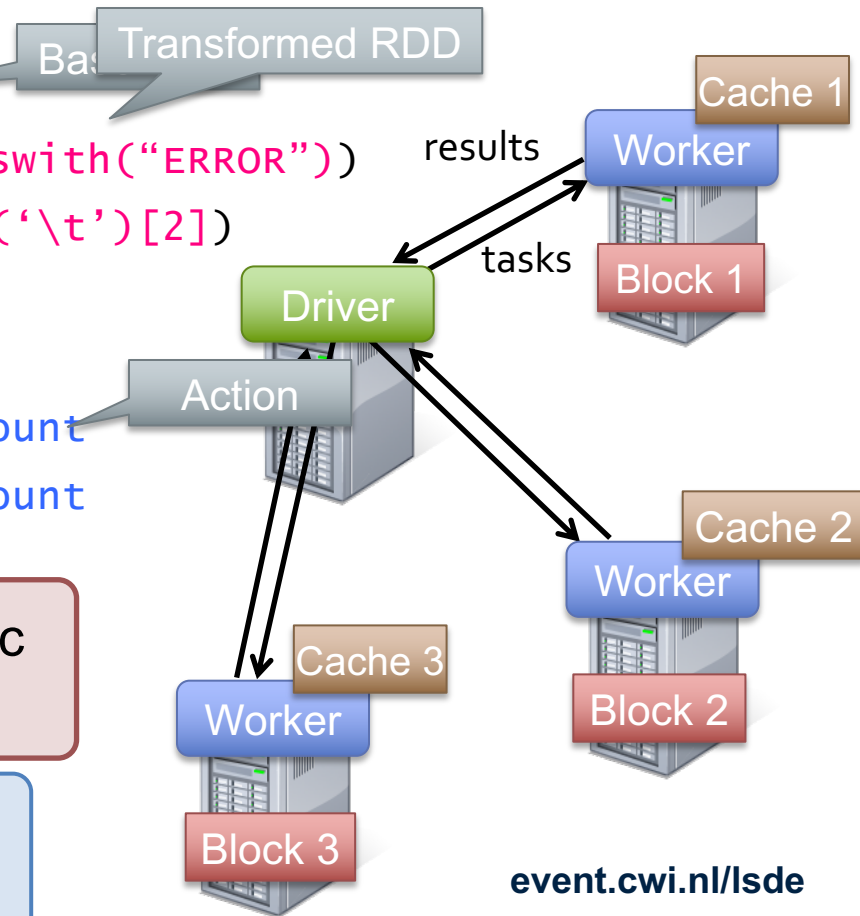 Transformed RDD
Cache 1
swith(“ERROR”))
results
Worker
(‘\t’)[2])
tasks
Block 1
Driver
Action
ount
ount
Cache 2
Worker
c
Cache 3
Block 2
Worker
Block 3
event.cwi.nl/lsde